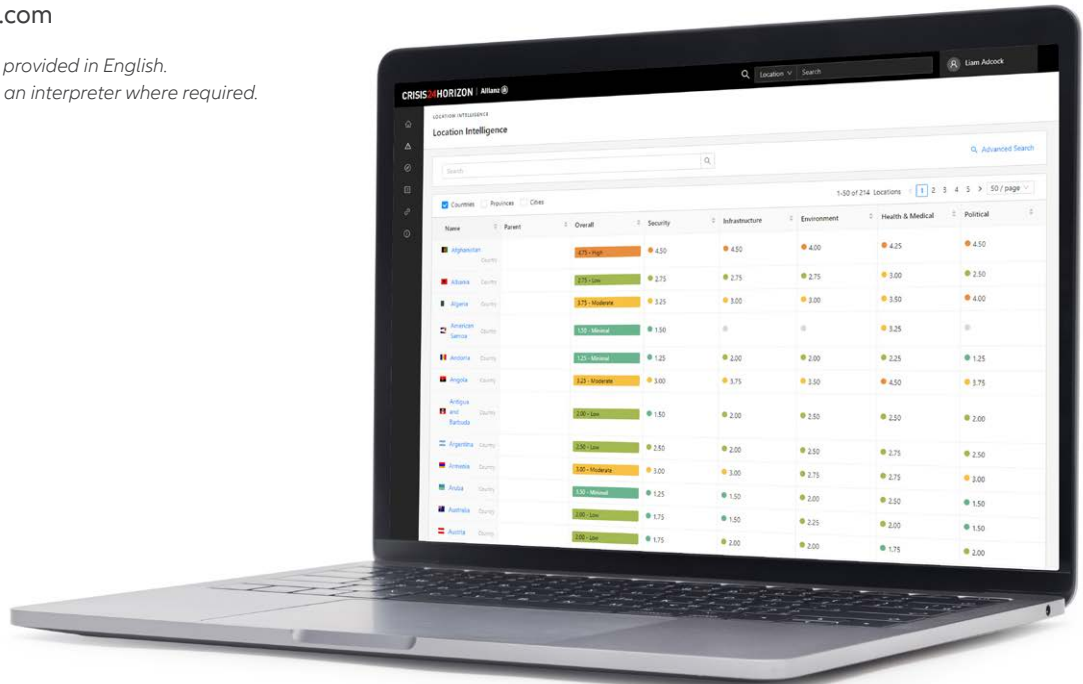 .com
provided in English.
an interpreter where required.
CRISIS24HORIZON | Allianz
Location Search
Liam Adcock
LOCATION INTELLIGENCE
Location Intelligence
Search
Advanced Search
1-50 of 214 Locations < 1 2 3 4 5 > 50 / page
Countries Provinces Cities
Name Parent Overall Security Infrastructure Environment Health & Medical Political
Afghanistan Country 4.75 - High 4.50 4.50 4.00 4.25 4.50
Albania Country 2.75 - Low 2.75 2.75 2.75 3.00 2.50
Algeria Country 3.75 - Moderate 3.25 3.00 3.00 3.50 4.00
American Samoa Country 1.50 - Minimal 1.50 3.25
Andorra Country 1.25 - Minimal 1.25 2.00 2.00 2.25 1.25
Angola Country 3.25 - Moderate 3.00 3.75 3.50 4.50 3.75
Antigua and Barbuda Country 2.00 - Low 1.50 2.00 2.50 2.50 2.00
Argentina Country 2.50 - Low 2.50 2.00 2.50 2.75 2.50
Armenia Country 3.00 - Moderate 3.00 3.00 2.75 2.75 3.00
Aruba Country 1.50 - Minimal 1.25 1.50 2.00 2.50 1.50
Australia Country 2.00 - Low 1.75 1.50 2.25 2.00 1.50
Austria Country 2.00 - Low 1.75 2.00 2.00 1.75 2.00